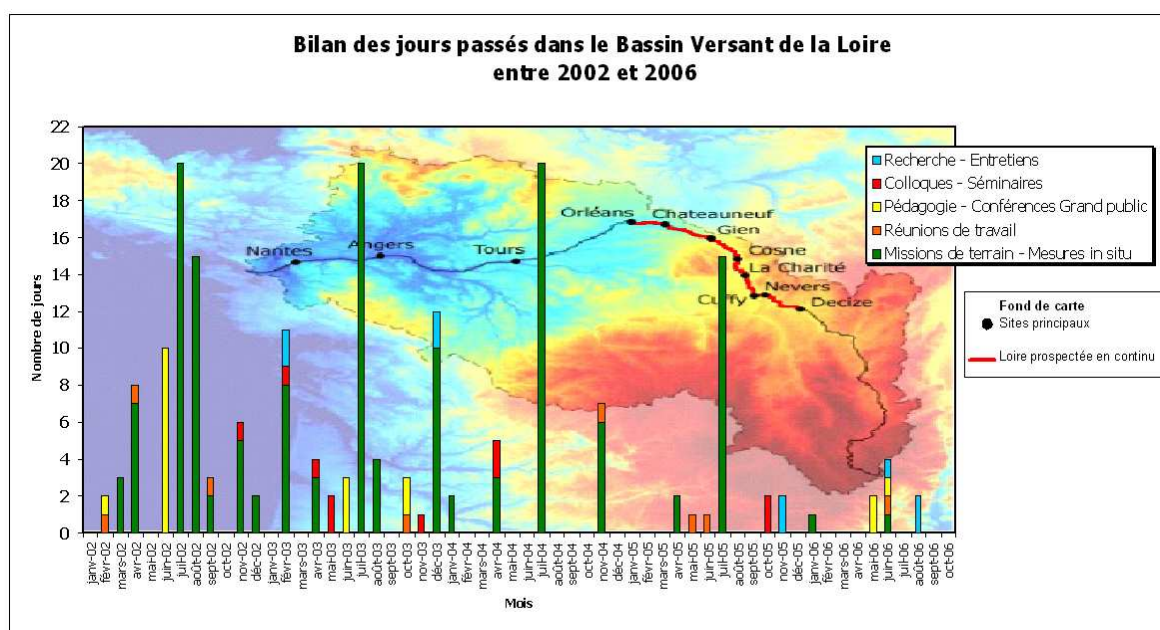 Bilan des jours passés dans le Bassin Versant de la Loire
entre 2002 et 2006
Nombre de jours
22
20
18
16
14
12
10
8
6
4
2
0
Nantes
Angers
Tours
Orléans
Chateauneuf
Gien
Cosne
La Charité
Nevers
Cuffy
Decize
Recherche - Entretiens
Colloques - Séminaires
Pédagogie - Conférences Grand public
Réunions de travail
Missions de terrain - Mesures in situ
Fond de carte
Sites principaux
Loire prospectée en continu
janv-02
févr-02
mars-02
avr-02
mai-02
juin-02
juil-02
août-02
sept-02
oct-02
nov-02
déc-02
janv-03
févr-03
mars-03
avr-03
mai-03
juin-03
juil-03
août-03
sept-03
oct-03
nov-03
déc-03
janv-04
févr-04
mars-04
avr-04
mai-04
juin-04
juil-04
août-04
sept-04
oct-04
nov-04
déc-04
janv-05
févr-05
mars-05
avr-05
mai-05
juin-05
juil-05
août-05
sept-05
oct-05
nov-05
déc-05
janv-06
févr-06
mars-06
avr-06
mai-06
juin-06
juil-06
août-06
sept-06
oct-06
Mois